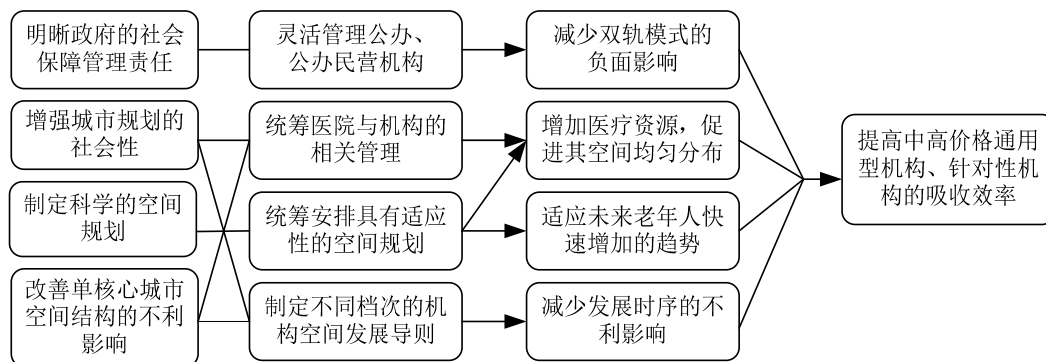 明晰政府的社会
保障管理责任
增强城市规划的
社会性
制定科学的空间
规划
改善单核心城市
空间结构的不利
影响
灵活管理公办、
公办民营机构
统筹医院与机构的
相关管理
统筹安排具有适应
性的空间规划
制定不同档次的机
构空间发展导则
减少双轨模式的
负面影响
增加医疗资源，促
进其空间均匀分布
适应未来老年人快
速增加的趋势
减少发展时序的不
利影响
提高中高价格通用
型机构、针对性机
构的吸收效率